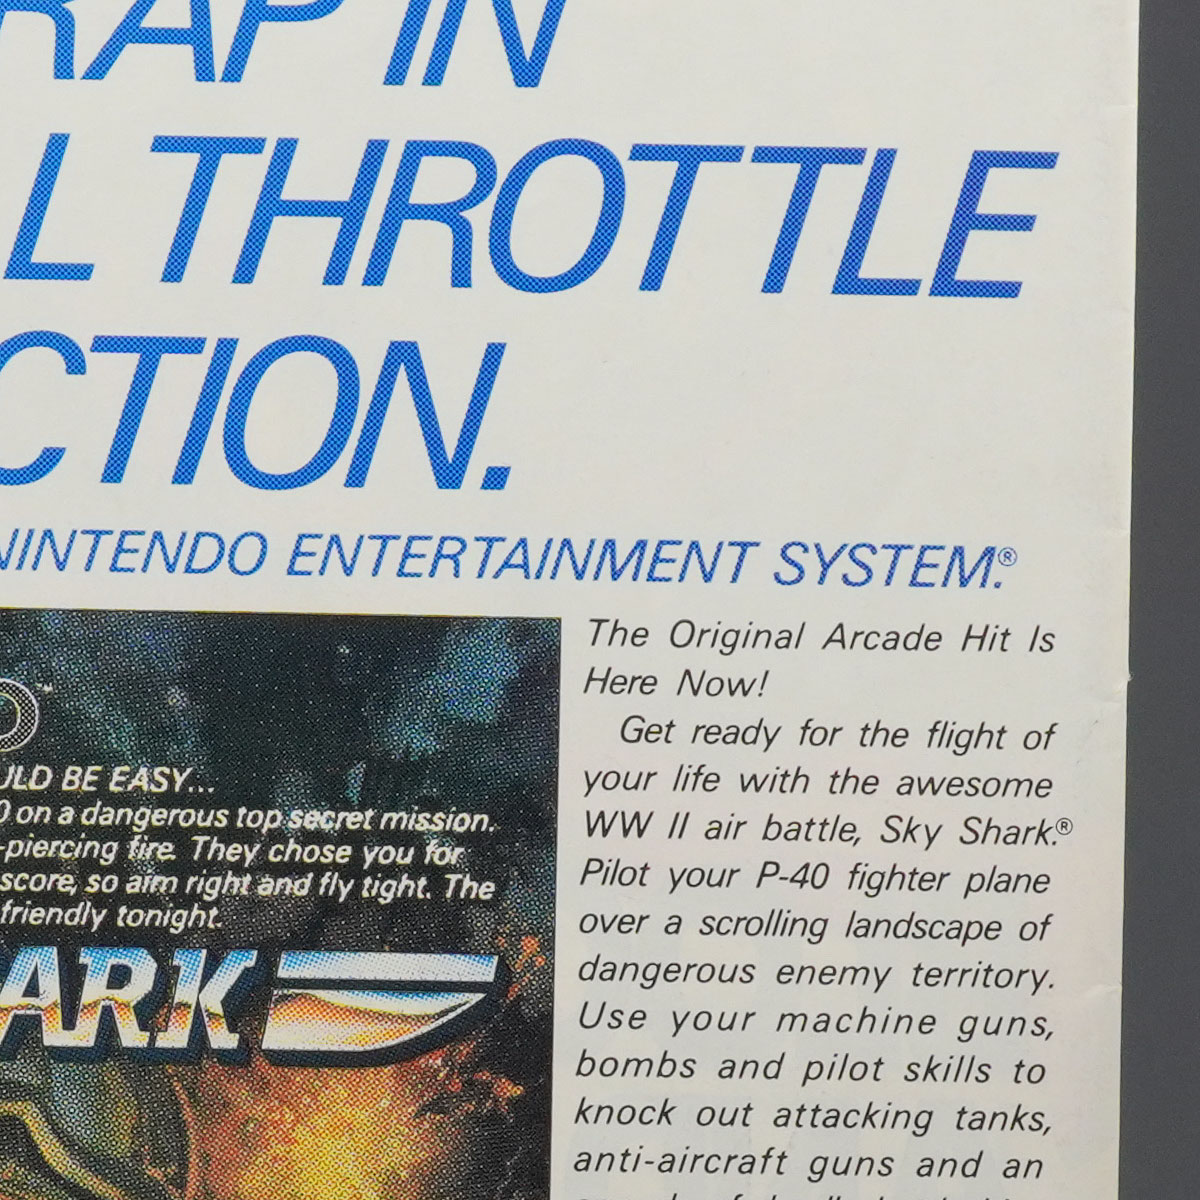 RAP IN
L THROTTLE
CTION.
NINTENDO ENTERTAINMENT SYSTEM.®
ULD BE EASY...
0 on a dangerous top secret mission.
-piercing fire. They chose you for
score, so aim right and fly tight. The
friendly tonight.
ARK
The Original Arcade Hit Is
Here Now!
Get ready for the flight of
your life with the awesome
WW II air battle, Sky Shark.®
Pilot your P-40 fighter plane
over a scrolling landscape of
dangerous enemy territory.
Use your machine guns,
bombs and pilot skills to
knock out attacking tanks,
anti-aircraft guns and an